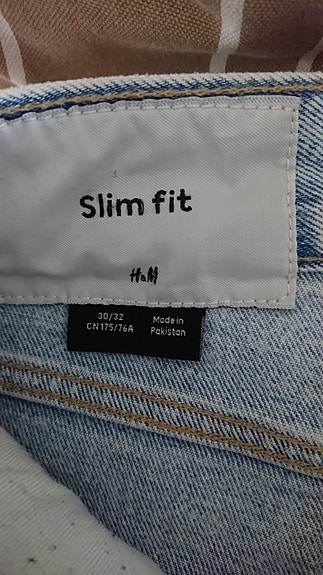 Slim fit
H&M
30/32
CN175/76A
Made in
Pakistan